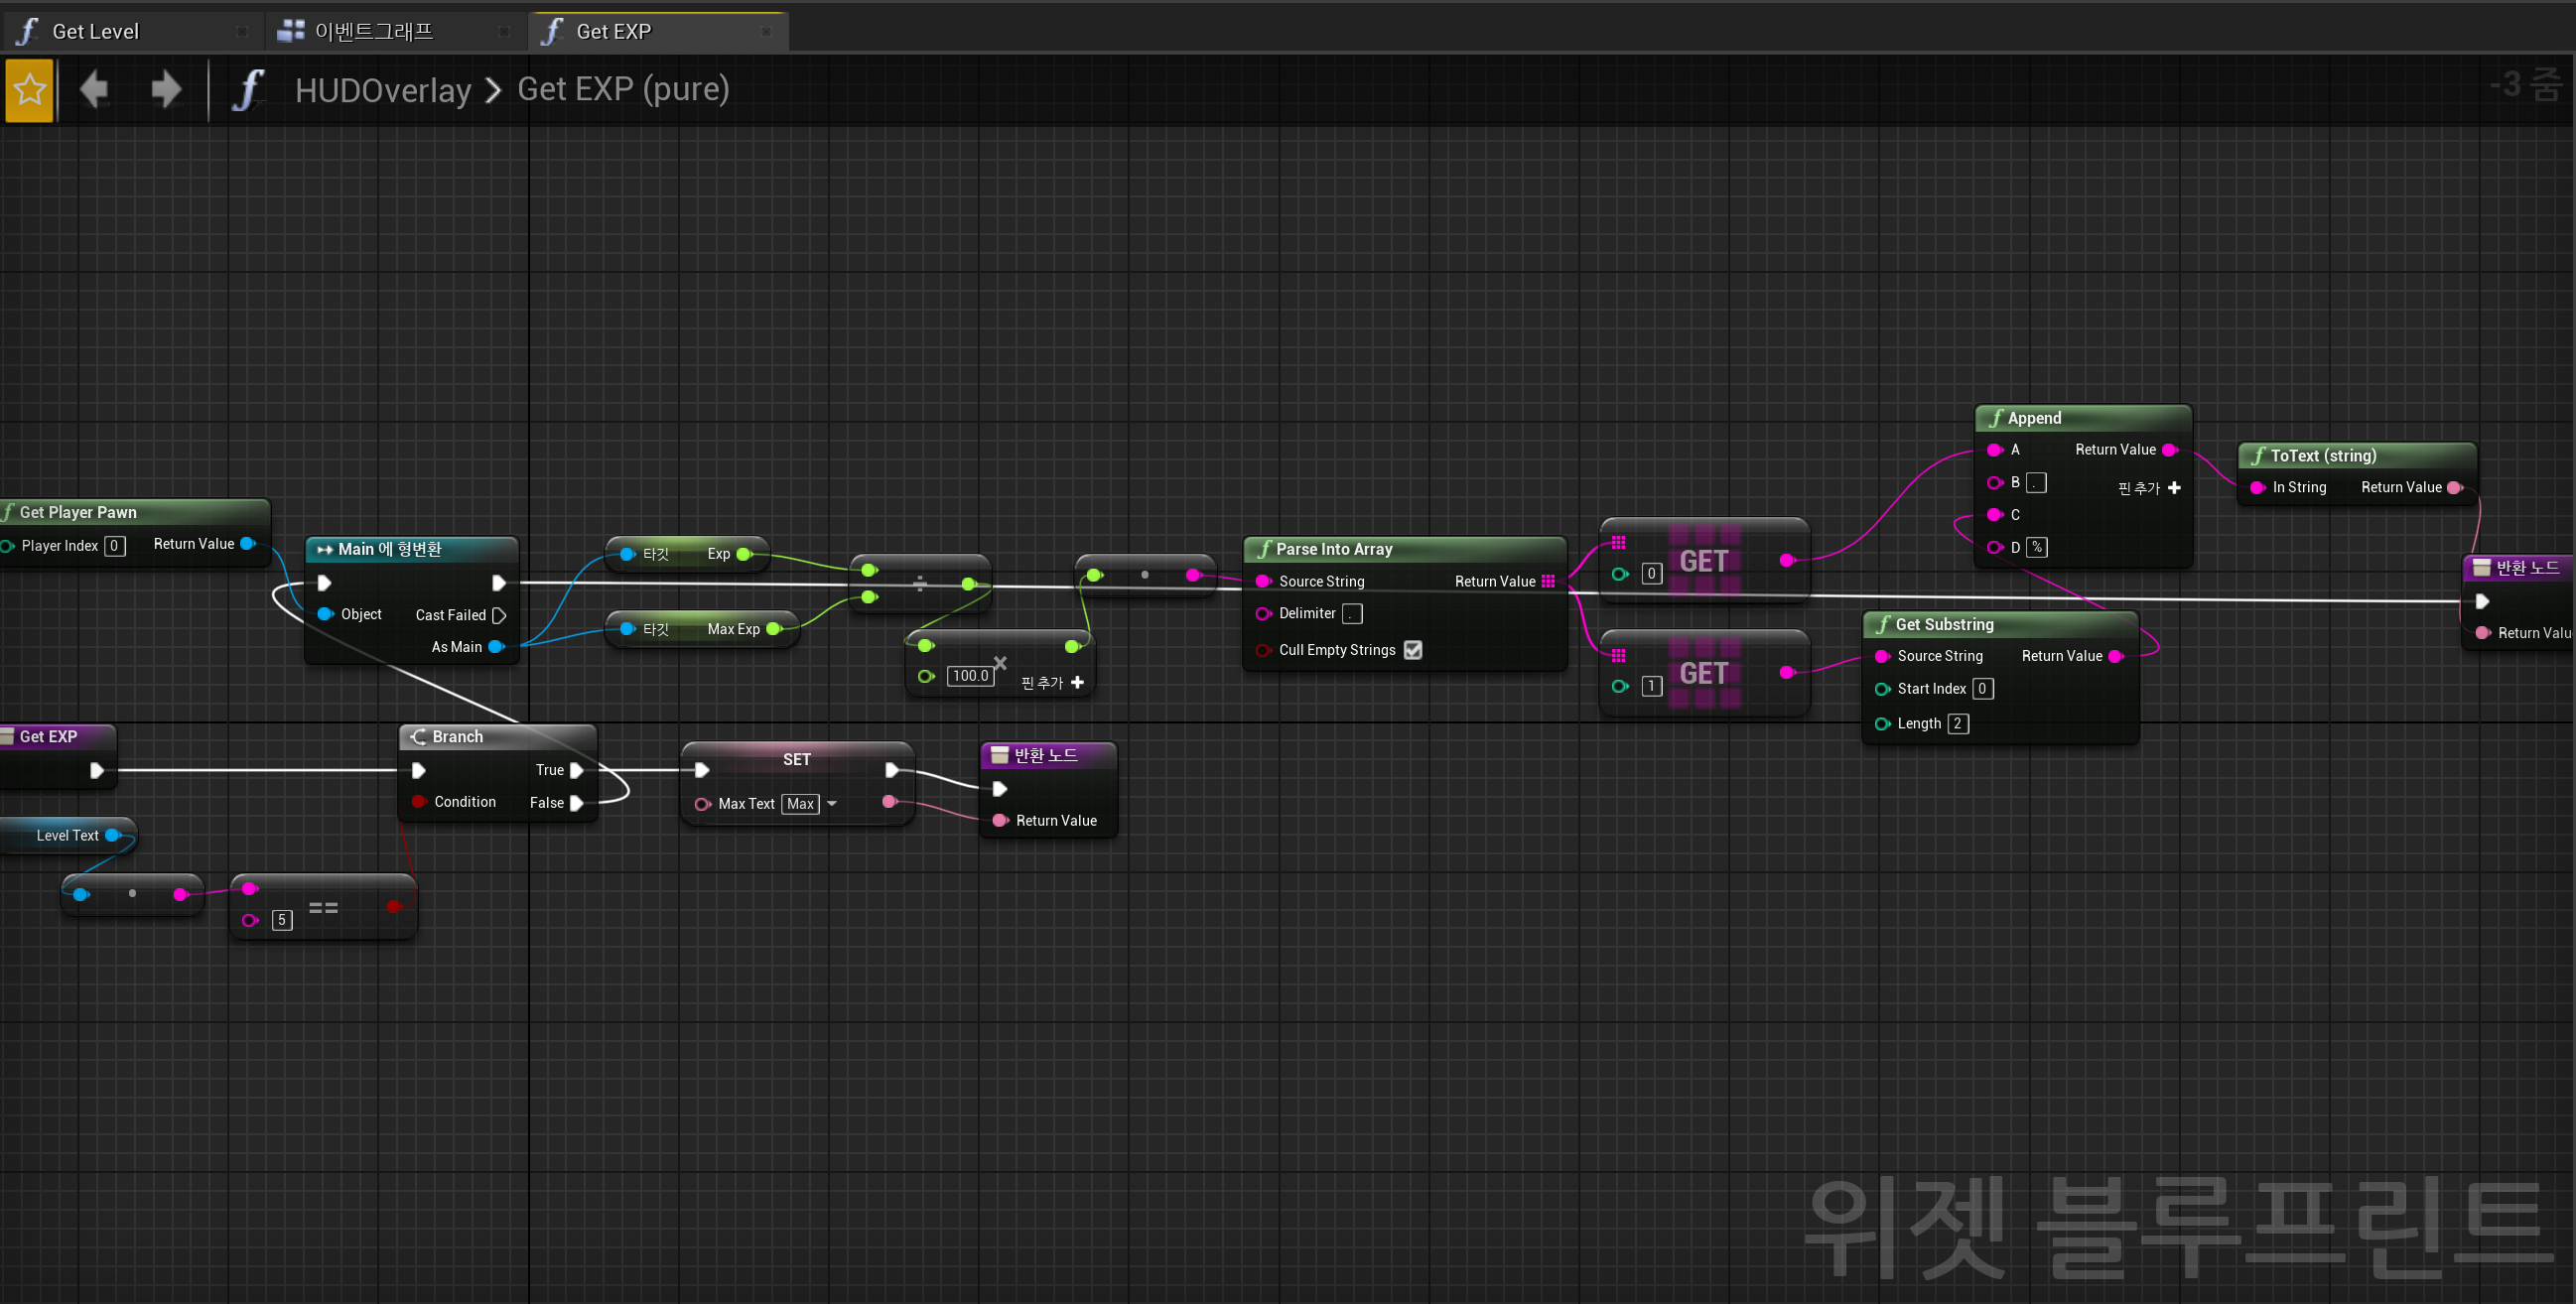 Get Level
이벤트그래프
Get EXP
HUDOverlay
Get EXP (pure)
-3 줌
Get Player Pawn
Player Index 0
Return Value
Main 에 형변환
Object
Cast Failed
As Main
타깃 Exp
타깃 Max Exp
÷
100.0
×
핀 추가 +
Parse Into Array
Source String
Return Value
Delimiter .
Cull Empty Strings
0
GET
1
GET
Append
A
Return Value
B .
핀 추가 +
C
D %
ToText (string)
In String
Return Value
Get Substring
Source String
Return Value
Start Index 0
Length 2
반환 노드
Get EXP
Branch
True
Condition
False
SET
Max Text Max
반환 노드
Return Value
Level Text
5
==
위젯 블루프린트